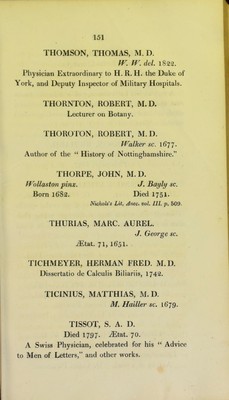 151
THOMSON, THOMAS, M. D.
W. W. del. 1822.
Physician Extraordinary to H. R. H. the Duke of
York, and Deputy Inspector of Military Hospitals.
THORNTON, ROBERT, M. D.
Lecturer on Botany.
THOROTON, ROBERT, M. D.
Walker sc. 1677.
Author of the “ History of Nottinghamshire.”
THORPE, JOHN, M. D.
Wollaston pinx. J. Bayly sc.
Born 1682. Died 1751.
Nichols's Lit. Anec. vol. III. p. 509.
THURIAS, MARC. AUREL.
J. George sc.
Ætat. 71, 1651.
TICHMEYER, HERMAN FRED. M. D.
Dissertatio de Calculis Biliariis, 1742.
TICINIUS, MATTHIAS, M. D.
M. Hailler sc. 1679.
TISSOT, S. A. D.
Died 1797. Ætat. 70.
A Swiss Physician, celebrated for his “ Advice
to Men of Letters,” and other works.